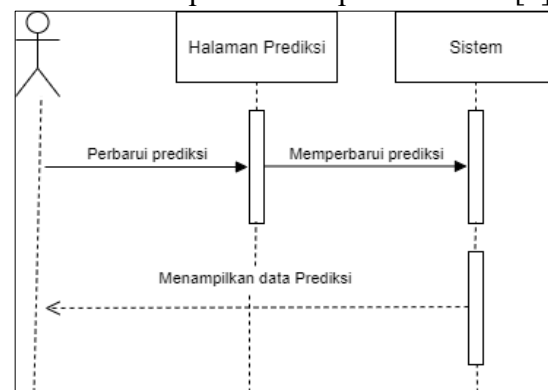 Halaman Prediksi
Sistem
Perbarui prediksi
Memperbarui prediksi
Menampilkan data Prediksi